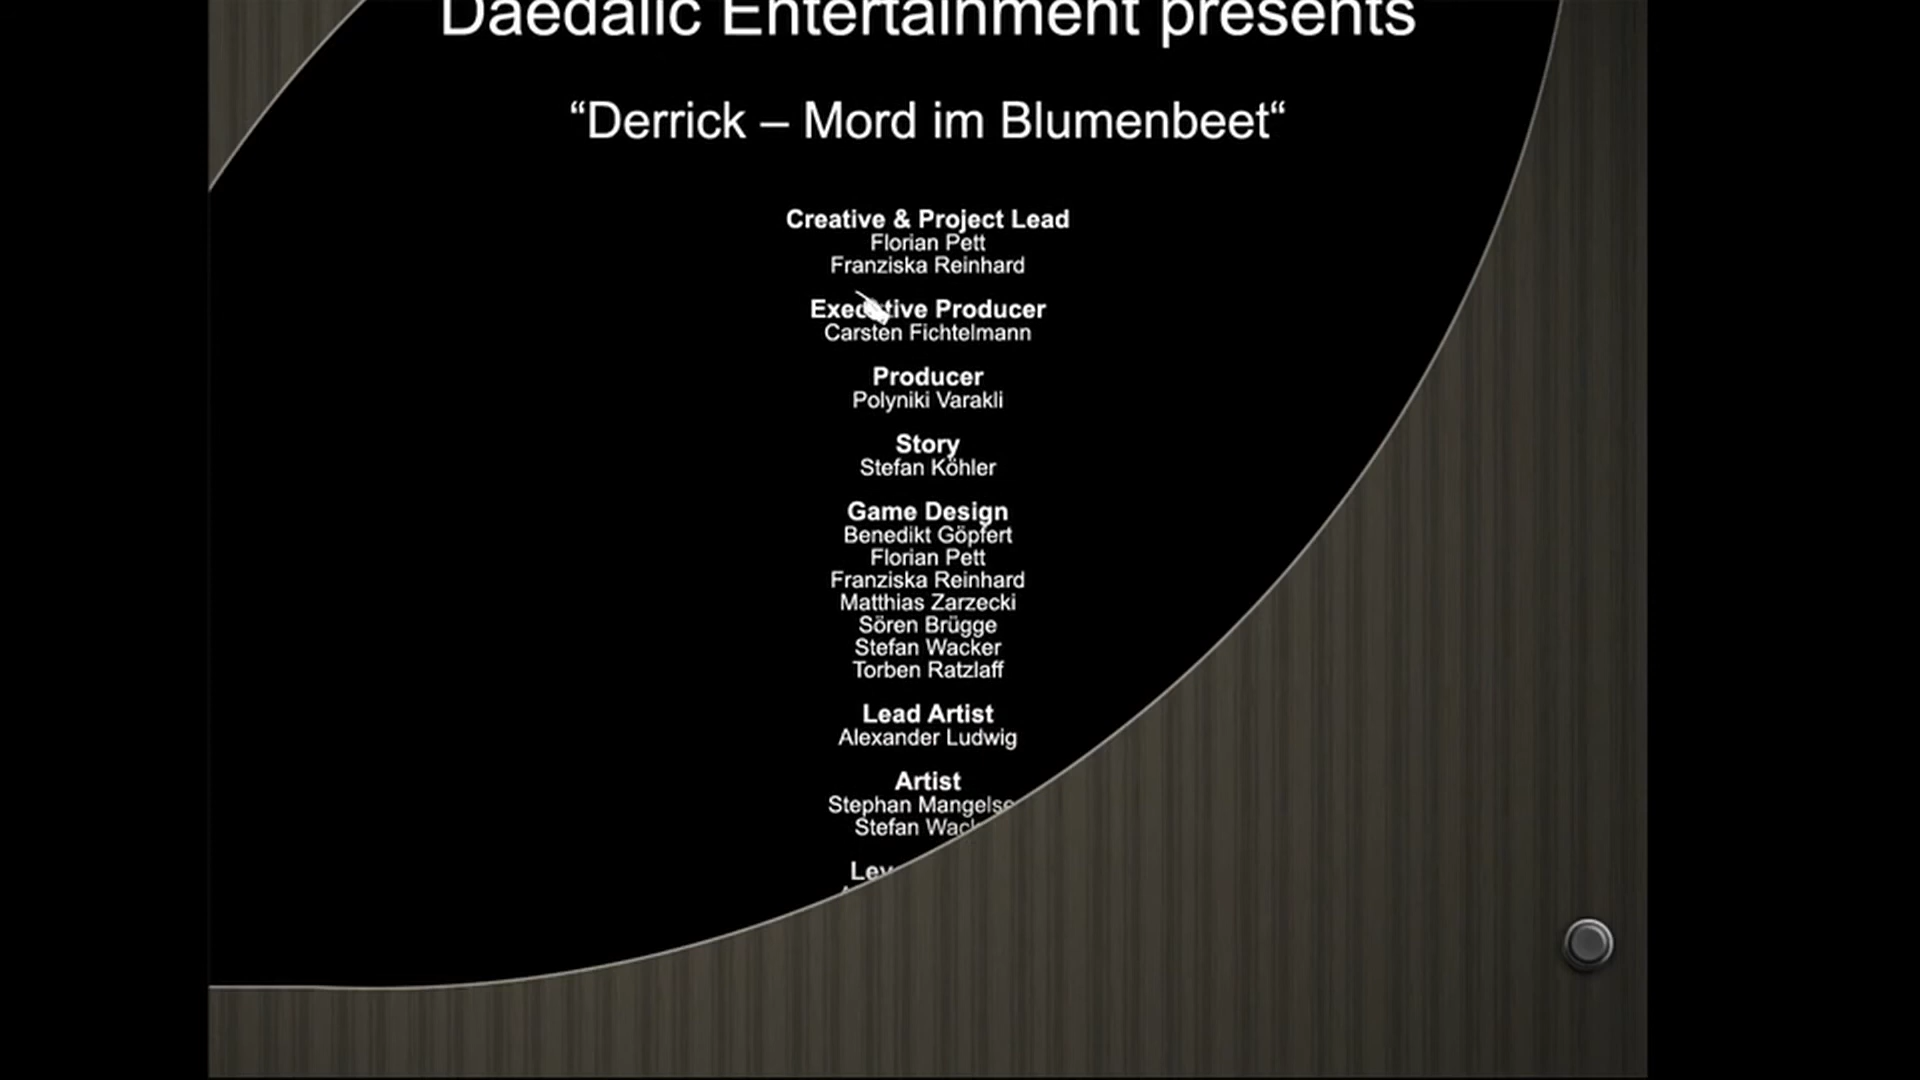 Daedalic Entertainment presents
“Derrick – Mord im Blumenbeet“
Creative & Project Lead
Florian Pett
Franziska Reinhard
Executive Producer
Carsten Fichtelmann
Producer
Polyniki Varakli
Story
Stefan Köhler
Game Design
Benedikt Göpfert
Florian Pett
Franziska Reinhard
Matthias Zarzecki
Sören Brügge
Stefan Wacker
Torben Ratzlaff
Lead Artist
Alexander Ludwig
Artist
Stephan
Stefan